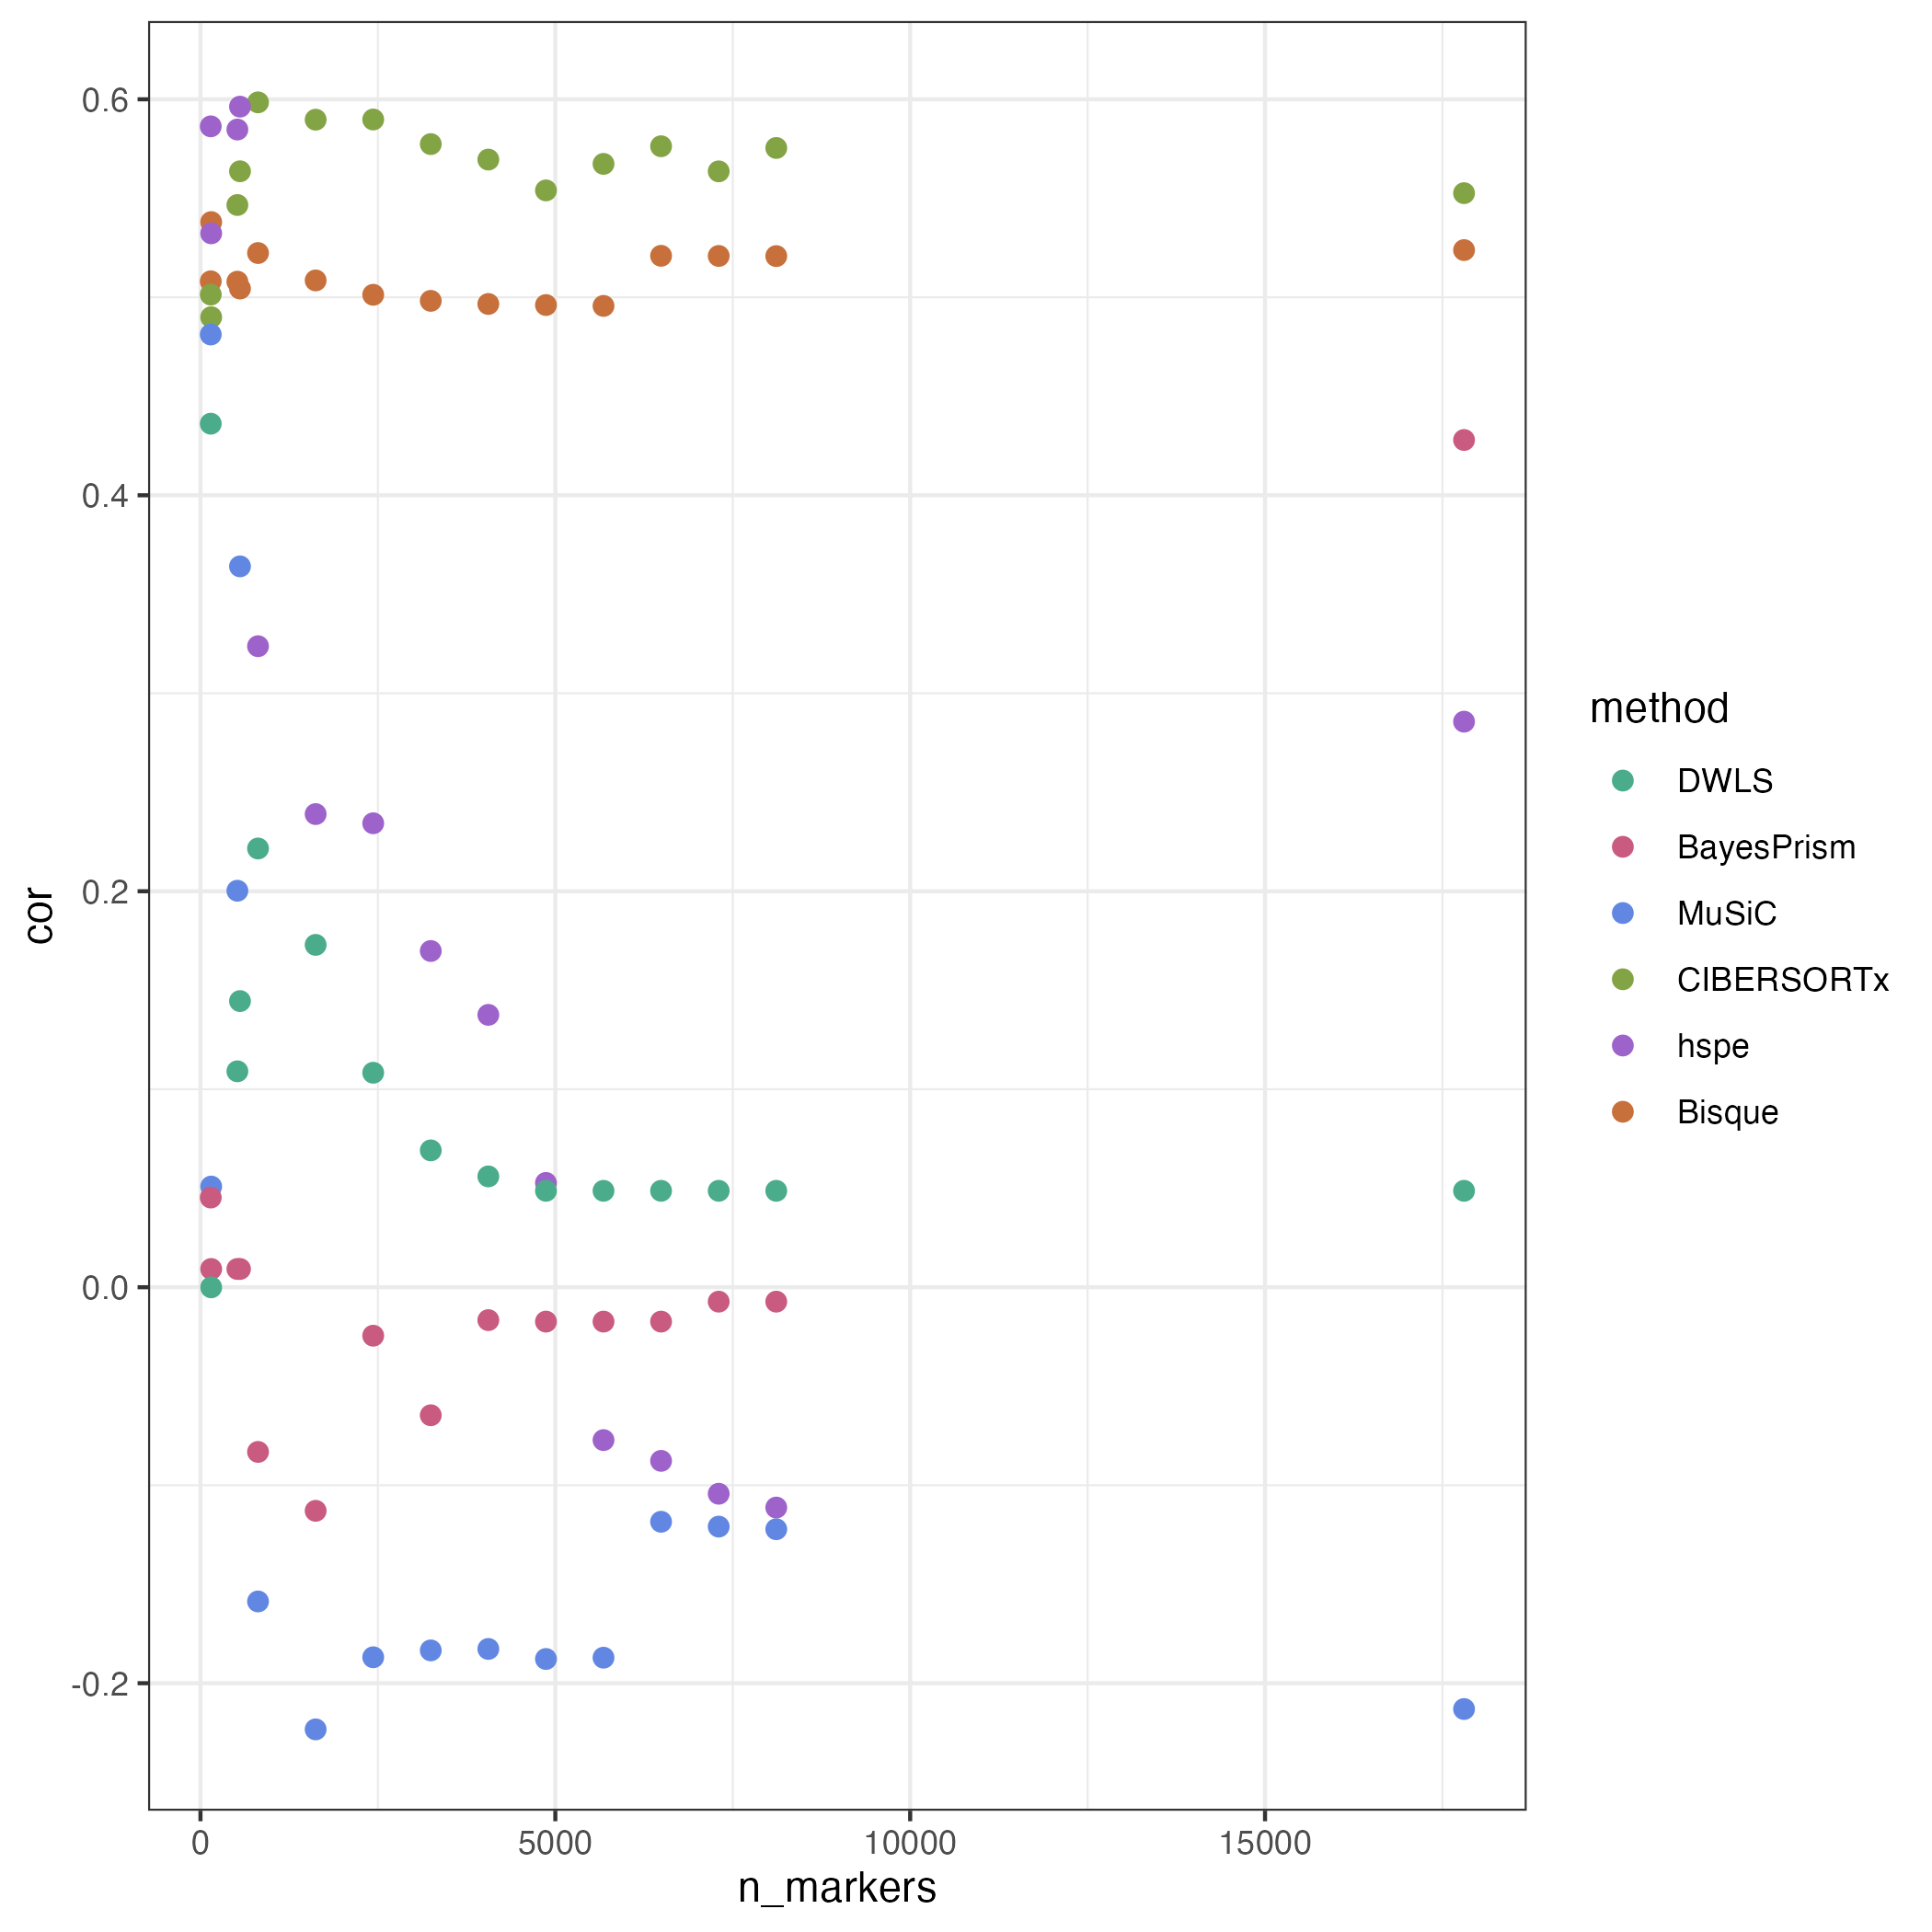 0.6
0.4
0.2
0.0
-0.2
cor
0
5000
10000
15000
n_markers
method
DWLS
BayesPrism
MuSiC
CIBERSORTx
hspe
Bisque